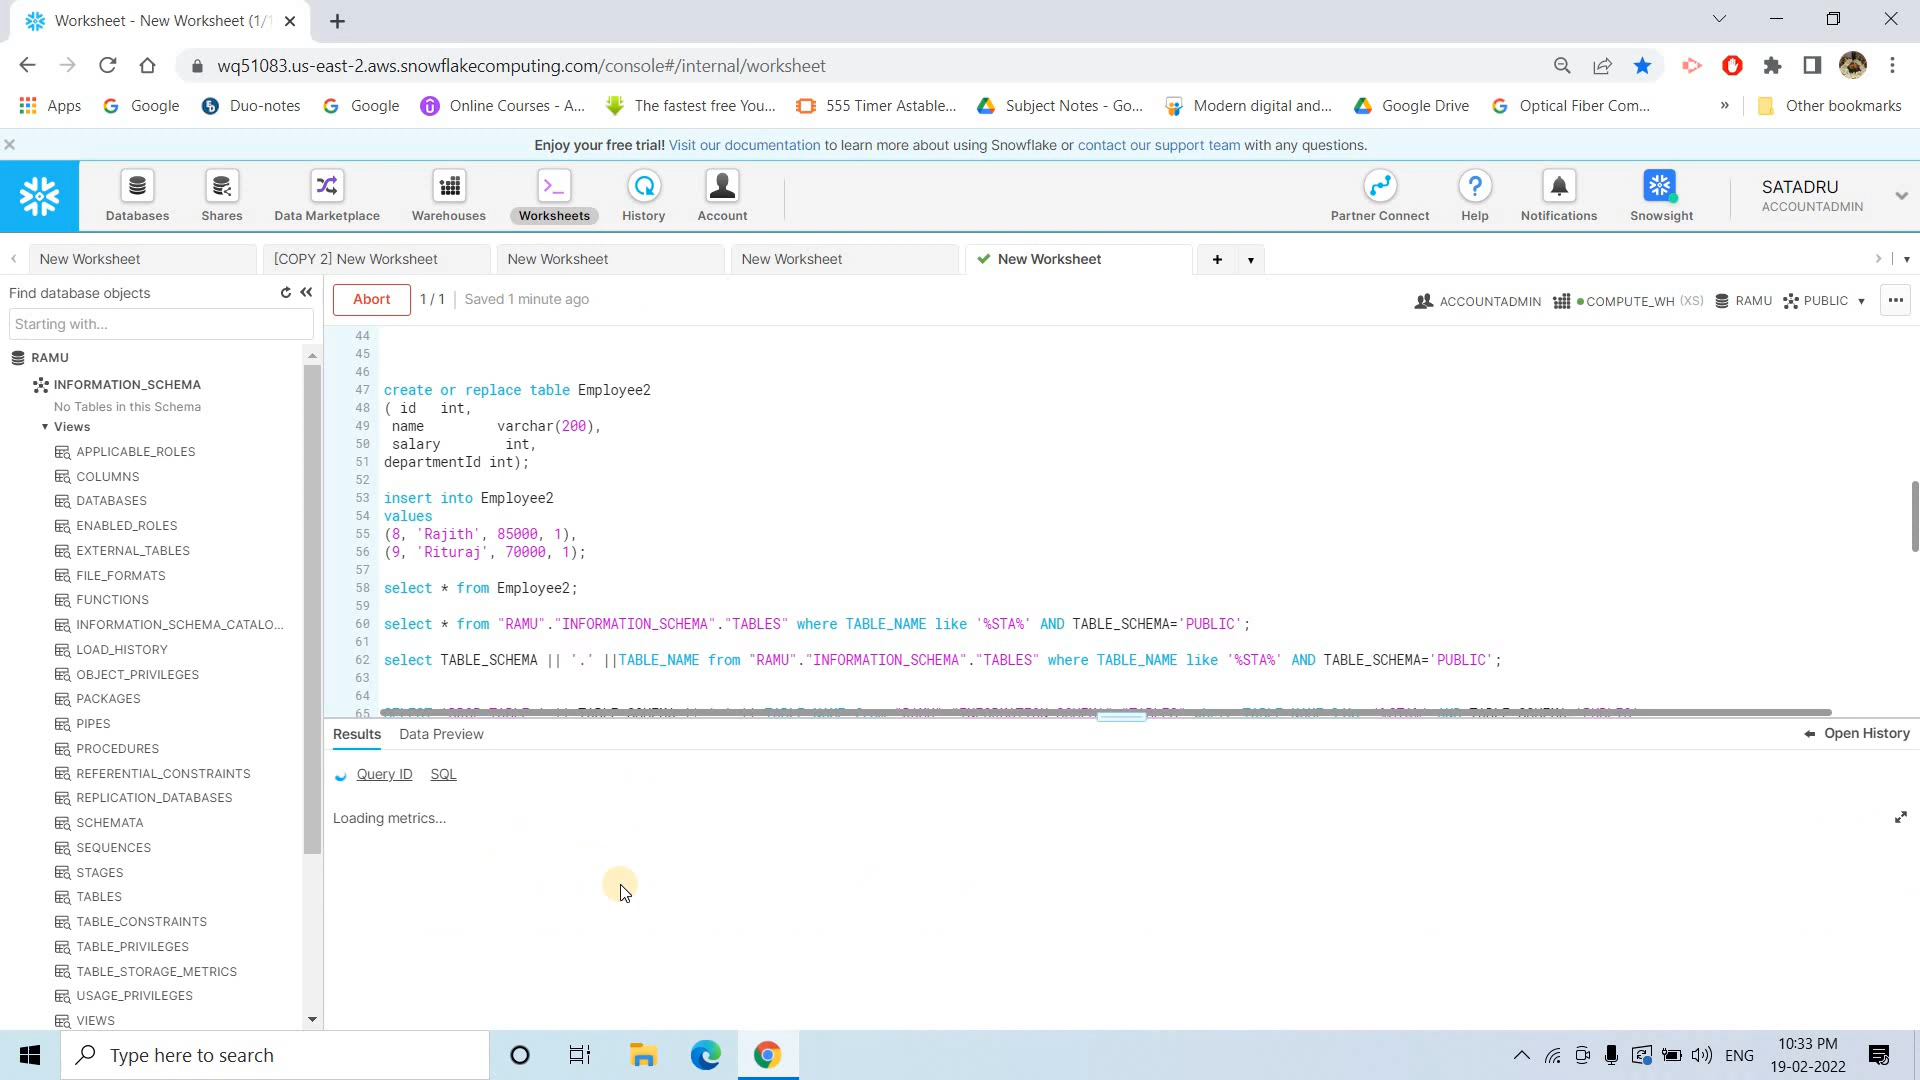 Worksheet - New Worksheet (1/1
wq51083.us-east-2.aws.snowflakecomputing.com/console#/internal/worksheet
Apps Google Duo-notes Google Online Courses - A... The fastest free You... 555 Timer Astable... Subject Notes - Go... Modern digital and... Google Drive Optical Fiber Com... » Other bookmarks
Enjoy your free trial! Visit our documentation to learn more about using Snowflake or contact our support team with any questions.
Databases Shares Data Marketplace Warehouses Worksheets History Account Partner Connect Help Notifications Snowsight
SATADRU
ACCOUNTADMIN
New Worksheet [COPY 2] New Worksheet New Worksheet New Worksheet New Worksheet
Find database objects
Starting with...
Abort 1 / 1 Saved 1 minute ago ACCOUNTADMIN COMPUTE_WH (XS) RAMU PUBLIC
RAMU
INFORMATION_SCHEMA
No Tables in this Schema
Views
APPLICABLE_ROLES
COLUMNS
DATABASES
ENABLED_ROLES
EXTERNAL_TABLES
FILE_FORMATS
FUNCTIONS
INFORMATION_SCHEMA_CATALO...
LOAD_HISTORY
OBJECT_PRIVILEGES
PACKAGES
PIPES
PROCEDURES
REFERENTIAL_CONSTRAINTS
REPLICATION_DATABASES
SCHEMATA
SEQUENCES
STAGES
TABLES
TABLE_CONSTRAINTS
TABLE_PRIVILEGES
TABLE_STORAGE_METRICS
USAGE_PRIVILEGES
VIEWS
44
45
46
47 create or replace table Employee2
48 ( id int,
49 name varchar(200),
50 salary int,
51 departmentId int);
52
53 insert into Employee2
54 values
55 (8, 'Rajith', 85000, 1),
56 (9, 'Rituraj', 70000, 1);
57
58 select * from Employee2;
59
60 select * from "RAMU"."INFORMATION_SCHEMA"."TABLES" where TABLE_NAME like '%STA%' AND TABLE_SCHEMA='PUBLIC';
61
62 select TABLE_SCHEMA || '.' ||TABLE_NAME from "RAMU"."INFORMATION_SCHEMA"."TABLES" where TABLE_NAME like '%STA%' AND TABLE_SCHEMA='PUBLIC';
63
64
65
Results Data Preview Open History
Query ID SQL
Loading metrics...
Type here to search
ENG
10:33 PM
19-02-2022